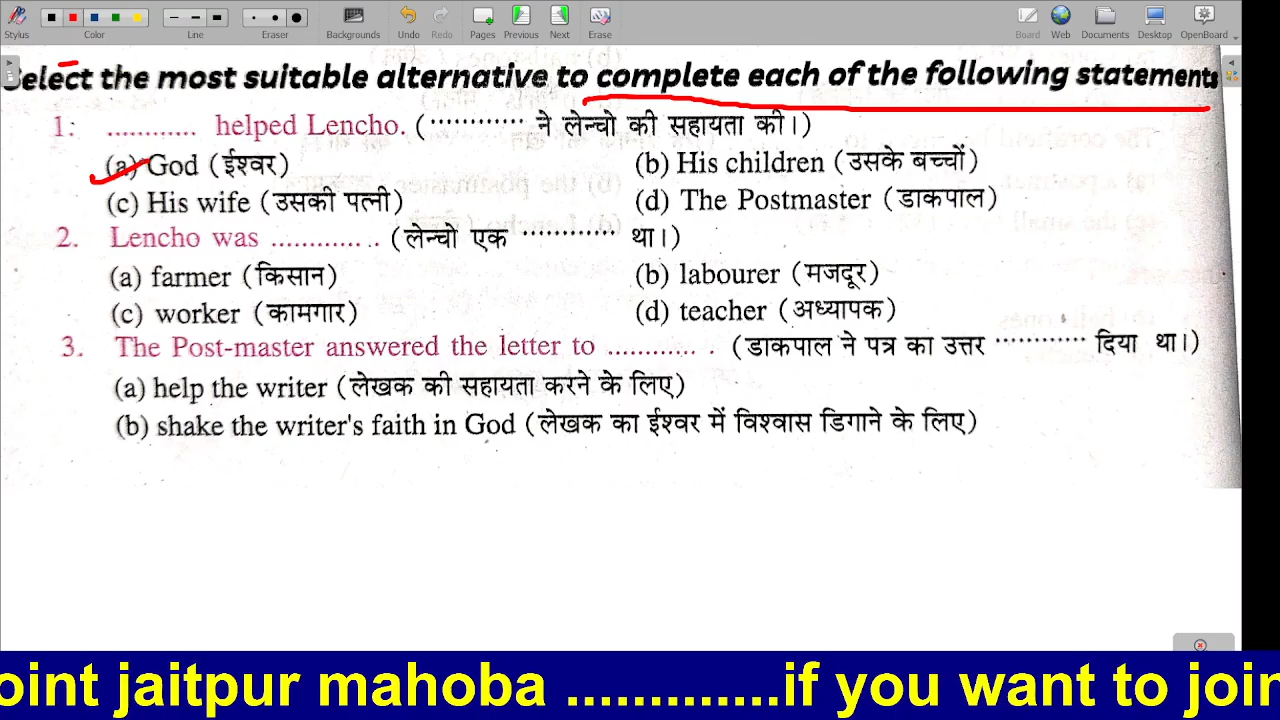 Stylus Color Line Eraser Backgrounds Undo Redo Pages Previous Next Erase Board Web Documents Desktop OpenBoard
Select the most suitable alternative to complete each of the following statements
1: ............ helped Lencho. (............ ने लेन्चो की सहायता की।)
(a) God (ईश्वर) (b) His children (उसके बच्चों)
(c) His wife (उसकी पत्नी) (d) The Postmaster (डाकपाल)
2. Lencho was .............. (लेन्चो एक ............ था।)
(a) farmer (किसान) (b) labourer (मजदूर)
(c) worker (कामगार) (d) teacher (अध्यापक)
3. The Post-master answered the letter to ............. . (डाकपाल ने पत्र का उत्तर ............ दिया था।)
(a) help the writer (लेखक की सहायता करने के लिए)
(b) shake the writer's faith in God (लेखक का ईश्वर में विश्वास डिगाने के लिए)
oint jaitpur mahoba .............if you want to join